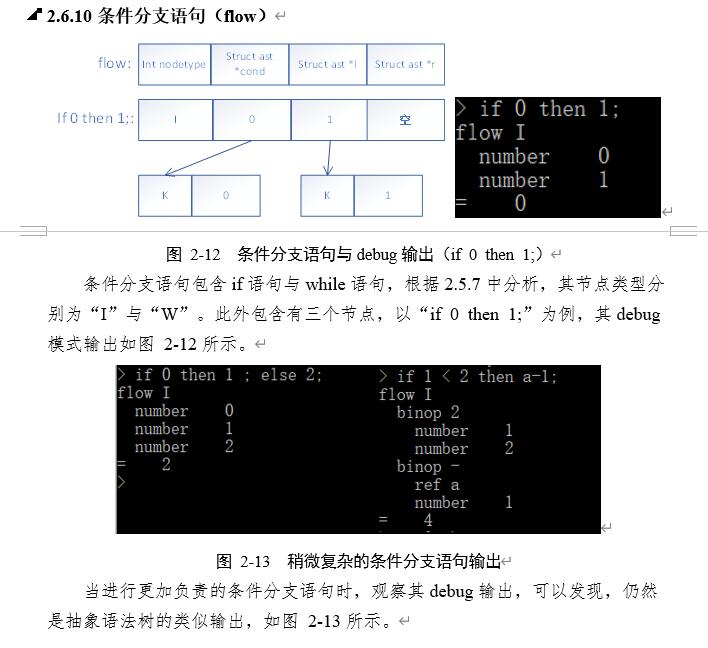 2.6.10 条件分支语句（flow）
flow: Int nodetype Struct ast *cond Struct ast *l Struct ast *r
If 0 then 1;: I 0 1 空
K 0 K 1
> if 0 then 1;
flow I
number 0
number 1
= 0
图 2-12 条件分支语句与 debug 输出（if 0 then 1;）
条件分支语句包含 if 语句与 while 语句，根据 2.5.7 中分析，其节点类型分
别为“I”与“W”。此外包含有三个节点，以“if 0 then 1;”为例，其 debug
模式输出如图 2-12 所示。
> if 0 then 1 ; else 2;
flow I
number 0
number 1
number 2
= 2
>
> if 1 < 2 then a-1;
flow I
binop 2
number 1
number 2
binop -
ref a
number 1
= 4
图 2-13 稍微复杂的条件分支语句输出
当进行更加负责的条件分支语句时，观察其 debug 输出，可以发现，仍然
是抽象语法树的类似输出，如图 2-13 所示。